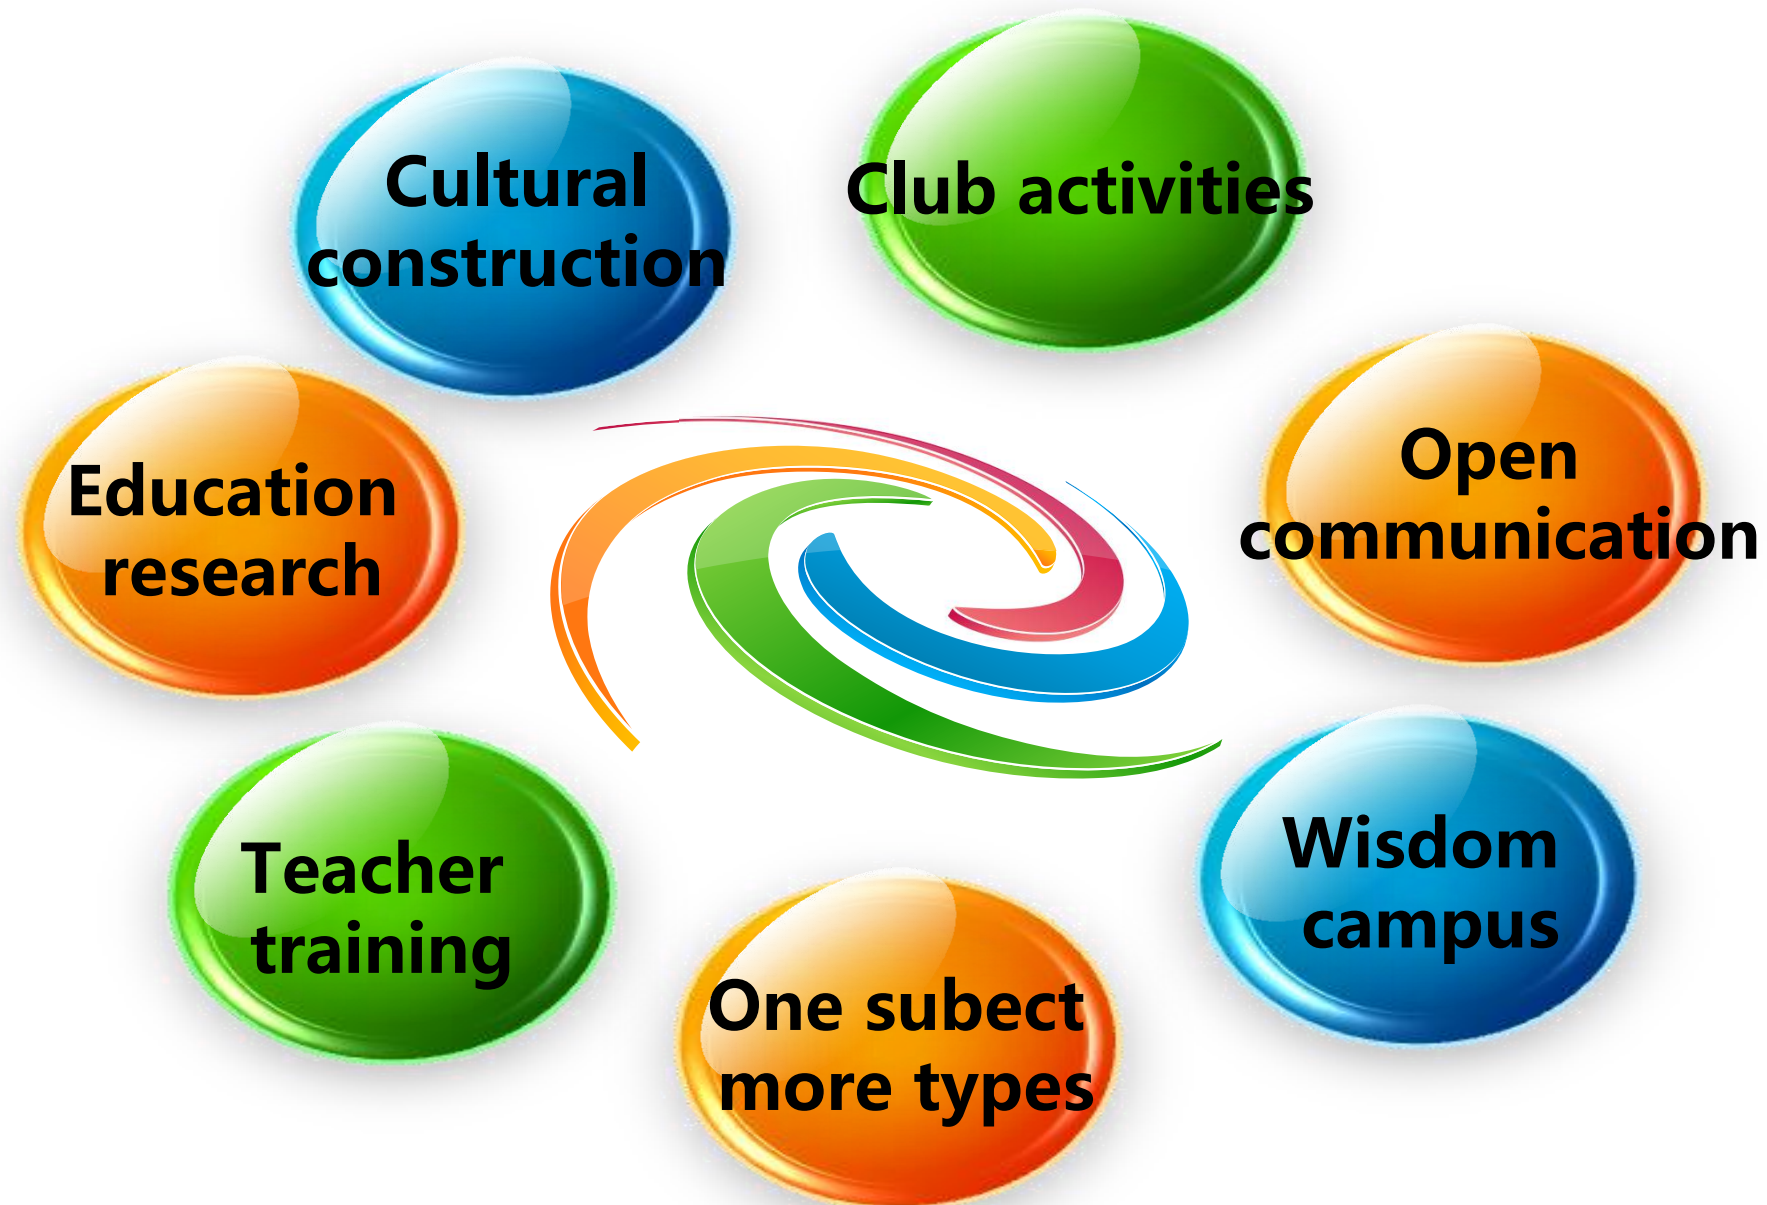 Cultural
construction
Club activities
Education
research
Open
communication
Teacher
training
Wisdom
campus
One subect
more types